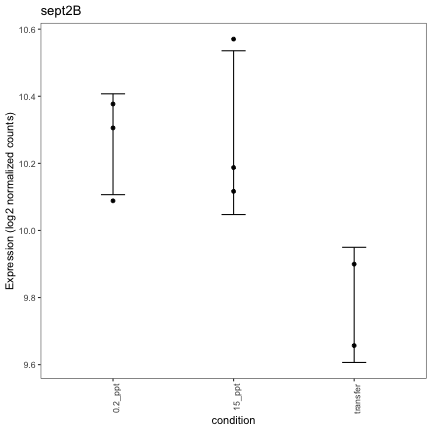 sept2B
Expression (log2 normalized counts)
10.6
10.4
10.2
10.0
9.8
9.6
0.2_ppt
15_ppt
transfer
condition